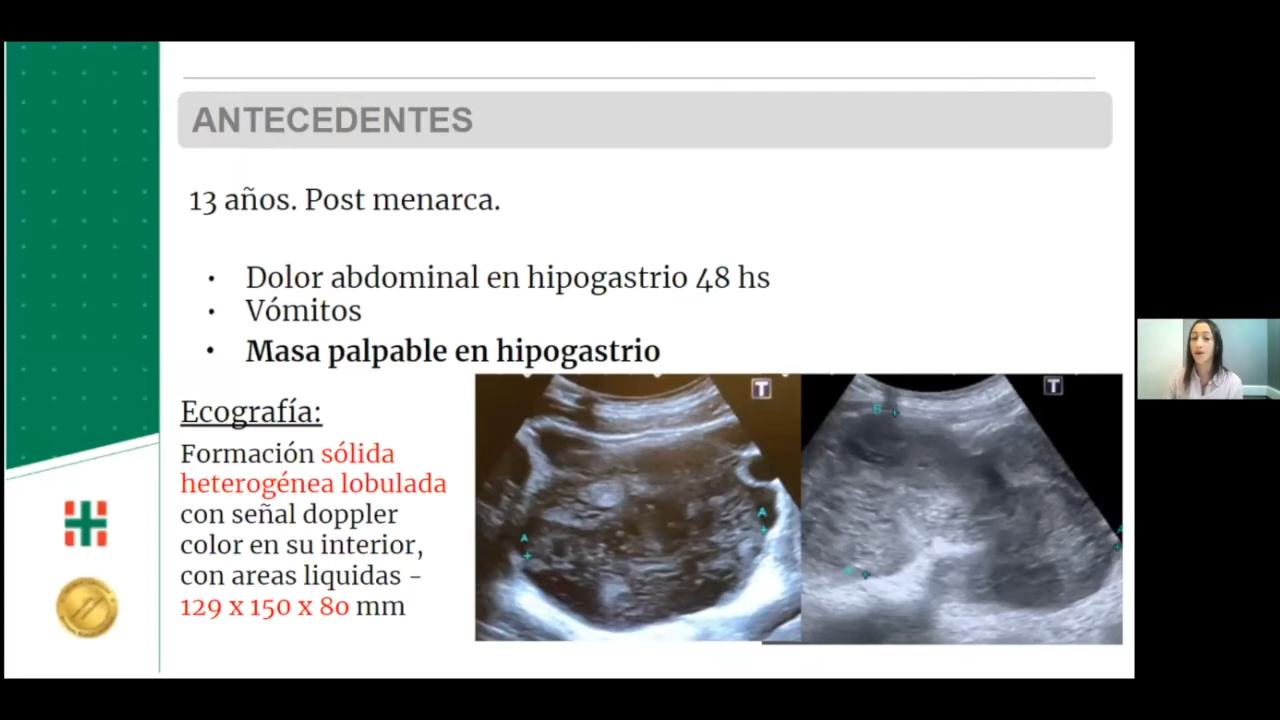 ANTECEDENTES
13 años. Post menarca.
• Dolor abdominal en hipogastrio 48 hs
• Vómitos
• Masa palpable en hipogastrio
Ecografía:
Formación sólida
heterogénea lobulada
con señal doppler
color en su interior,
con areas liquidas -
129 x 150 x 80 mm
T
T
B
A
A
A